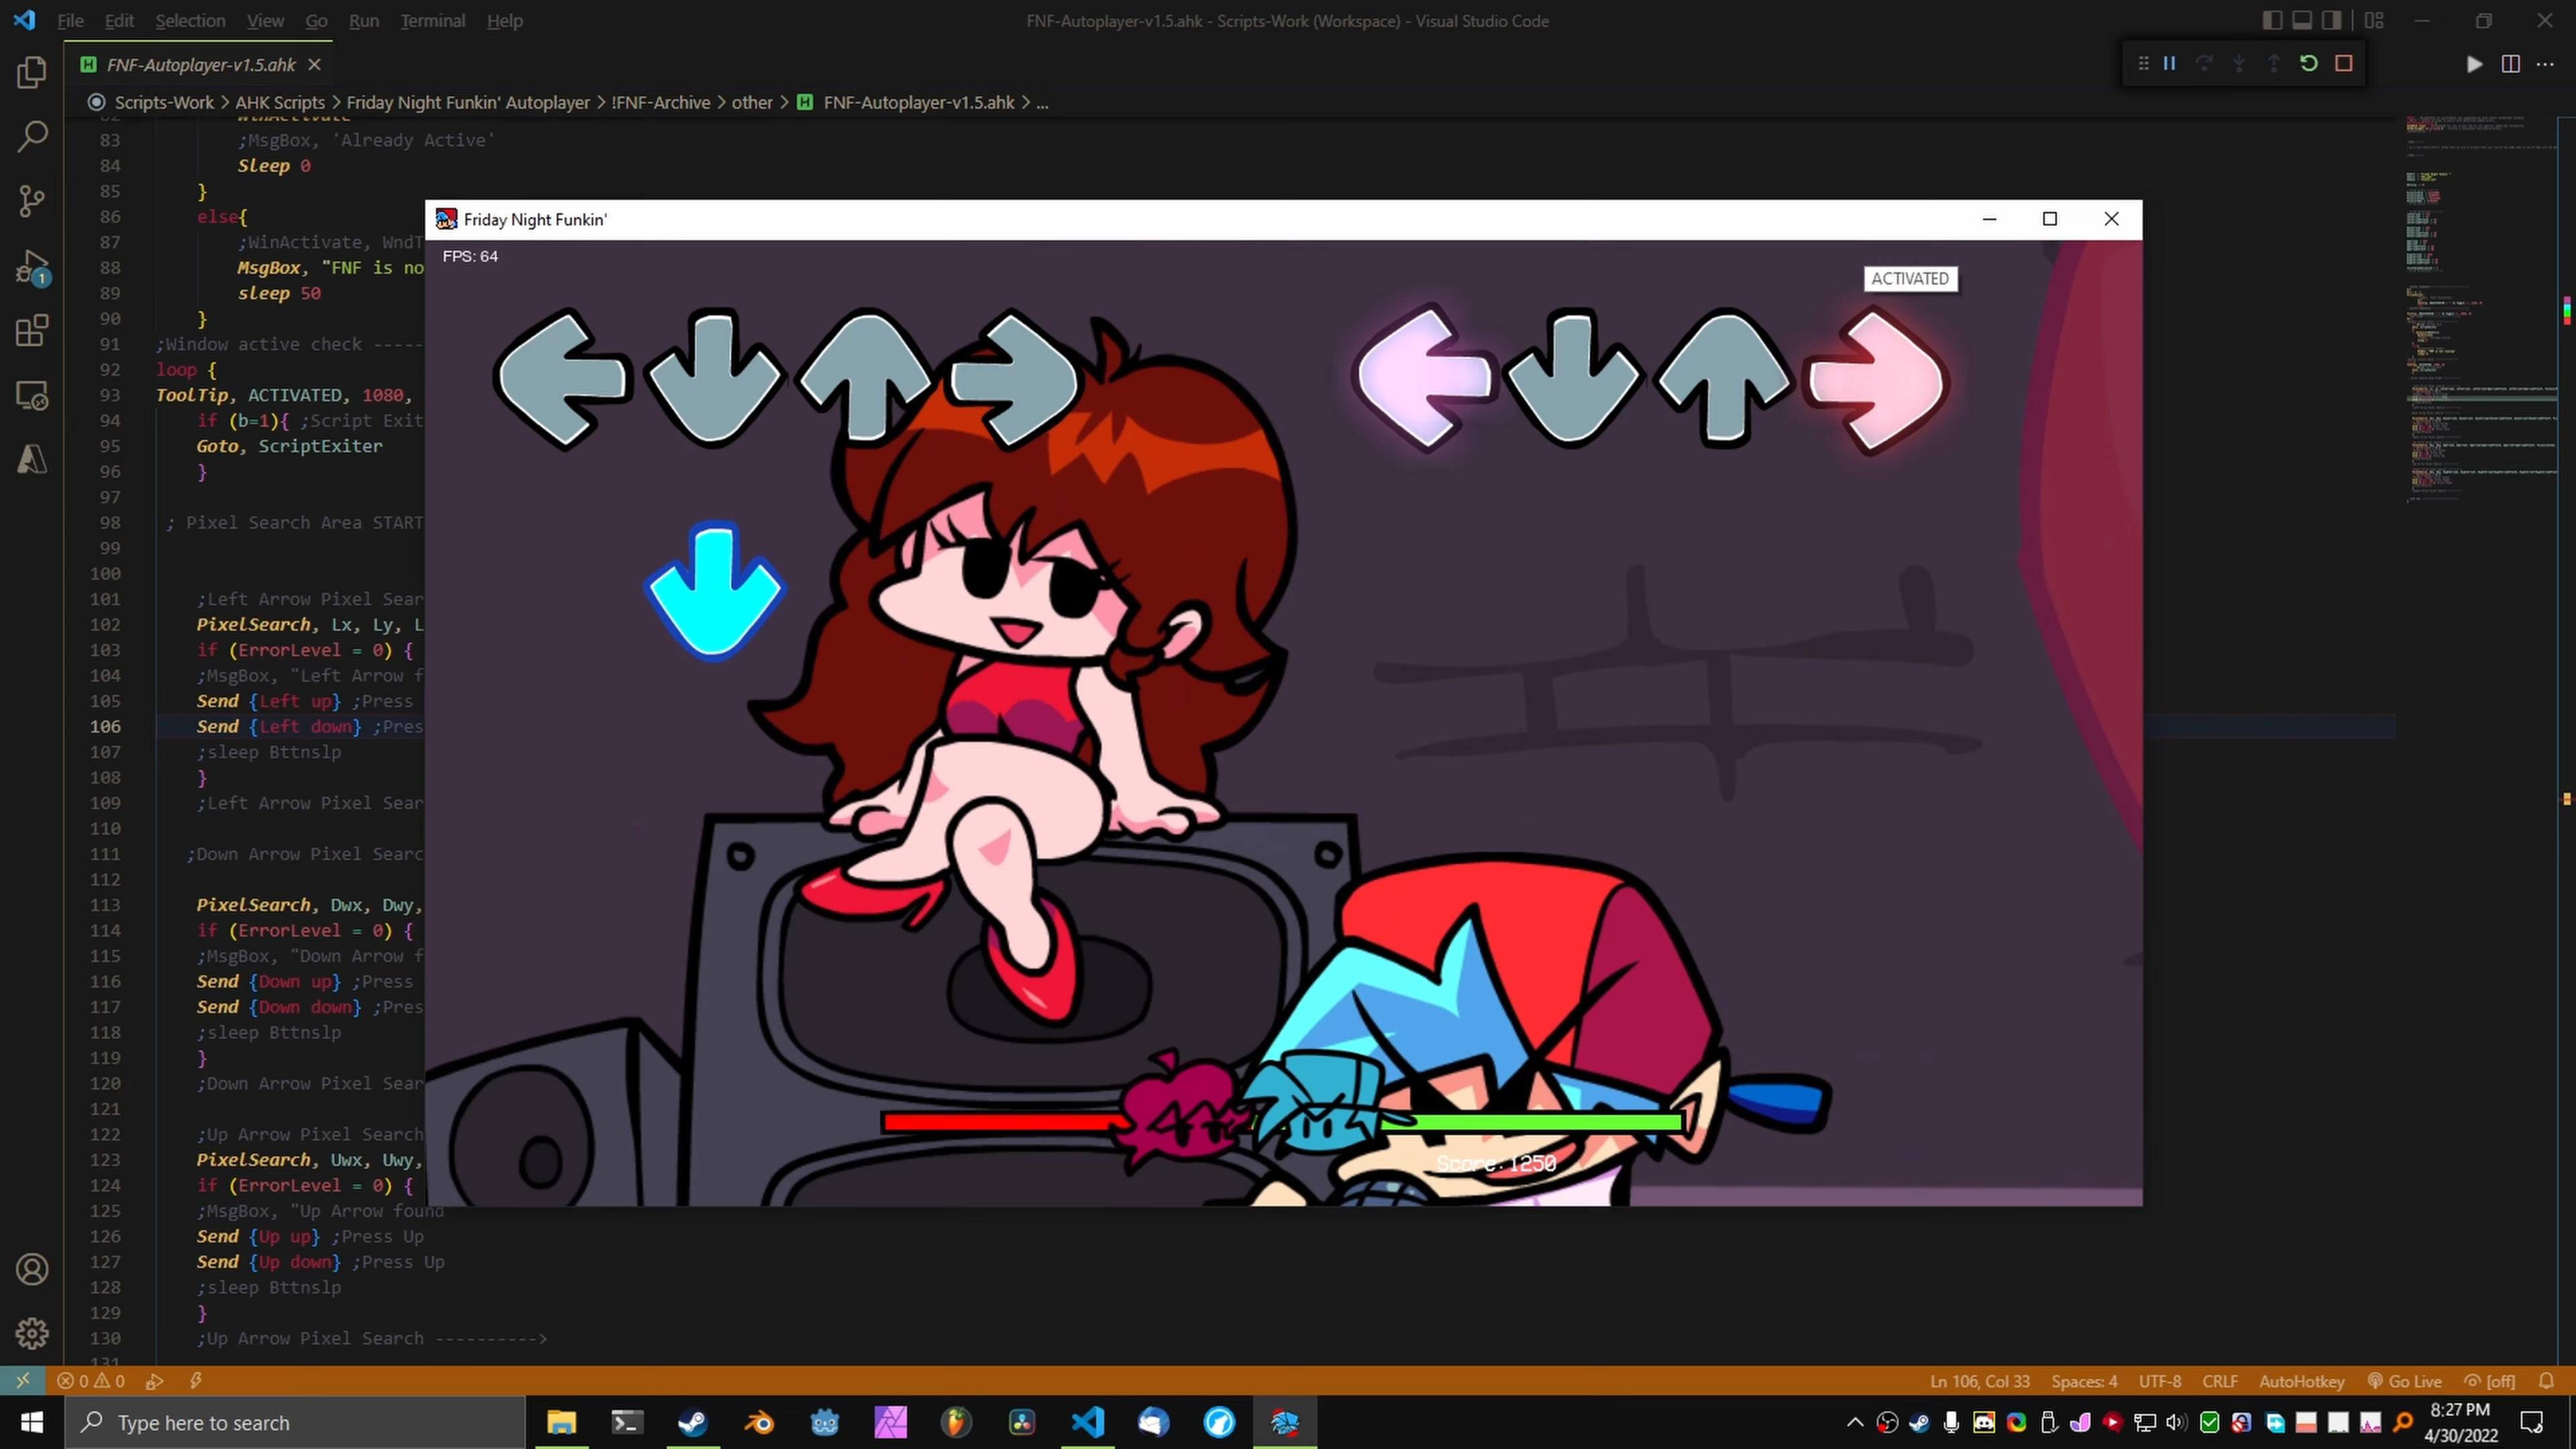 File Edit Selection View Go Run Terminal Help
FNF-Autoplayer-v1.5.ahk - Scripts-Work (Workspace) - Visual Studio Code
FNF-Autoplayer-v1.5.ahk
Scripts-Work > AHK Scripts > Friday Night Funkin' Autoplayer > !FNF-Archive > other > FNF-Autoplayer-v1.5.ahk > ...
82 WinActivate
83 ;MsgBox, 'Already Active'
84 Sleep 0
85 }
86 else{
87 ;WinActivate, WndT
88 MsgBox, "FNF is no
89 sleep 50
90 }
91 ;Window active check -----
92 loop {
93 ToolTip, ACTIVATED, 1080,
94 if (b=1){ ;Script Exit
95 Goto, ScriptExiter
96 }
97
98 ; Pixel Search Area START
99
100
101 ;Left Arrow Pixel Sear
102 PixelSearch, Lx, Ly, L
103 if (ErrorLevel = 0) {
104 ;MsgBox, "Left Arrow f
105 Send {Left up} ;Press
106 Send {Left down} ;Pres
107 ;sleep Bttnslp
108 }
109 ;Left Arrow Pixel Sear
110
111 ;Down Arrow Pixel Searc
112
113 PixelSearch, Dwx, Dwy,
114 if (ErrorLevel = 0) {
115 ;MsgBox, "Down Arrow f
116 Send {Down up} ;Press
117 Send {Down down} ;Pres
118 ;sleep Bttnslp
119 }
120 ;Down Arrow Pixel Sear
121
122 ;Up Arrow Pixel Search
123 PixelSearch, Uwx, Uwy,
124 if (ErrorLevel = 0) {
125 ;MsgBox, "Up Arrow found
126 Send {Up up} ;Press Up
127 Send {Up down} ;Press Up
128 ;sleep Bttnslp
129 }
130 ;Up Arrow Pixel Search ---------->
131
Friday Night Funkin'
FPS: 64
ACTIVATED
Score:1250
1
0 0
Ln 106, Col 33 Spaces: 4 UTF-8 CRLF AutoHotkey Go Live [off]
Type here to search
8:27 PM
4/30/2022